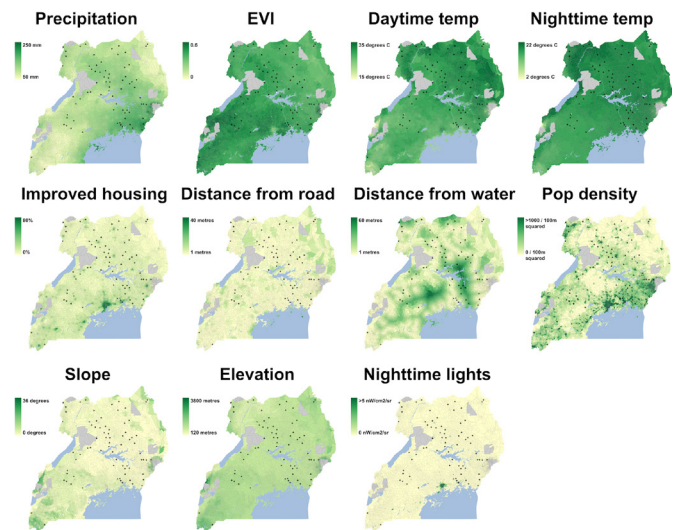 Precipitation
EVI
Daytime temp
Nighttime temp
250 mm
50 mm
0.6
0
35 degrees C
15 degrees C
22 degrees C
2 degrees C
Improved housing
Distance from road
Distance from water
Pop density
80%
0%
40 metres
1 metre
60 metres
1 metres
>1000 / 100m
squared
0 / 100m
squared
Slope
Elevation
Nighttime lights
36 degrees
0 degrees
3800 metres
120 metres
>5 nW/cm2/sr
0 nW/cm2/sr